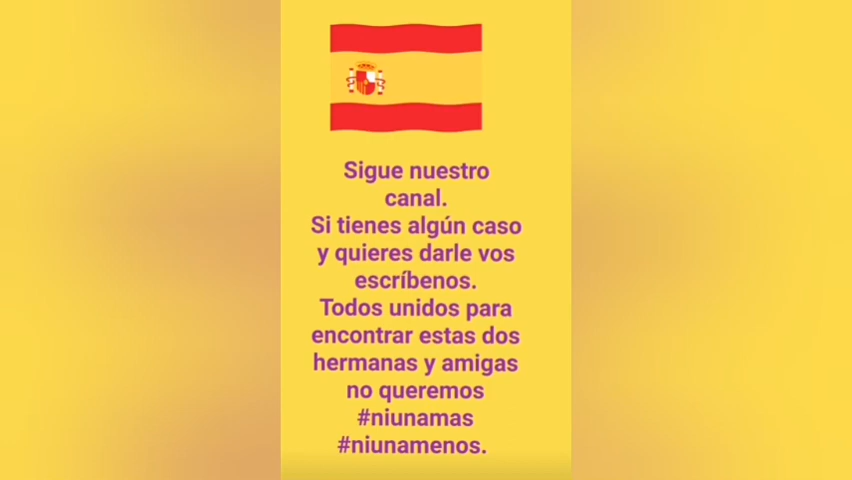 Sigue nuestro
canal.
Si tienes algún caso
y quieres darle vos
escríbenos.
Todos unidos para
encontrar estas dos
hermanas y amigas
no queremos
#niunamas
#niunamenos.